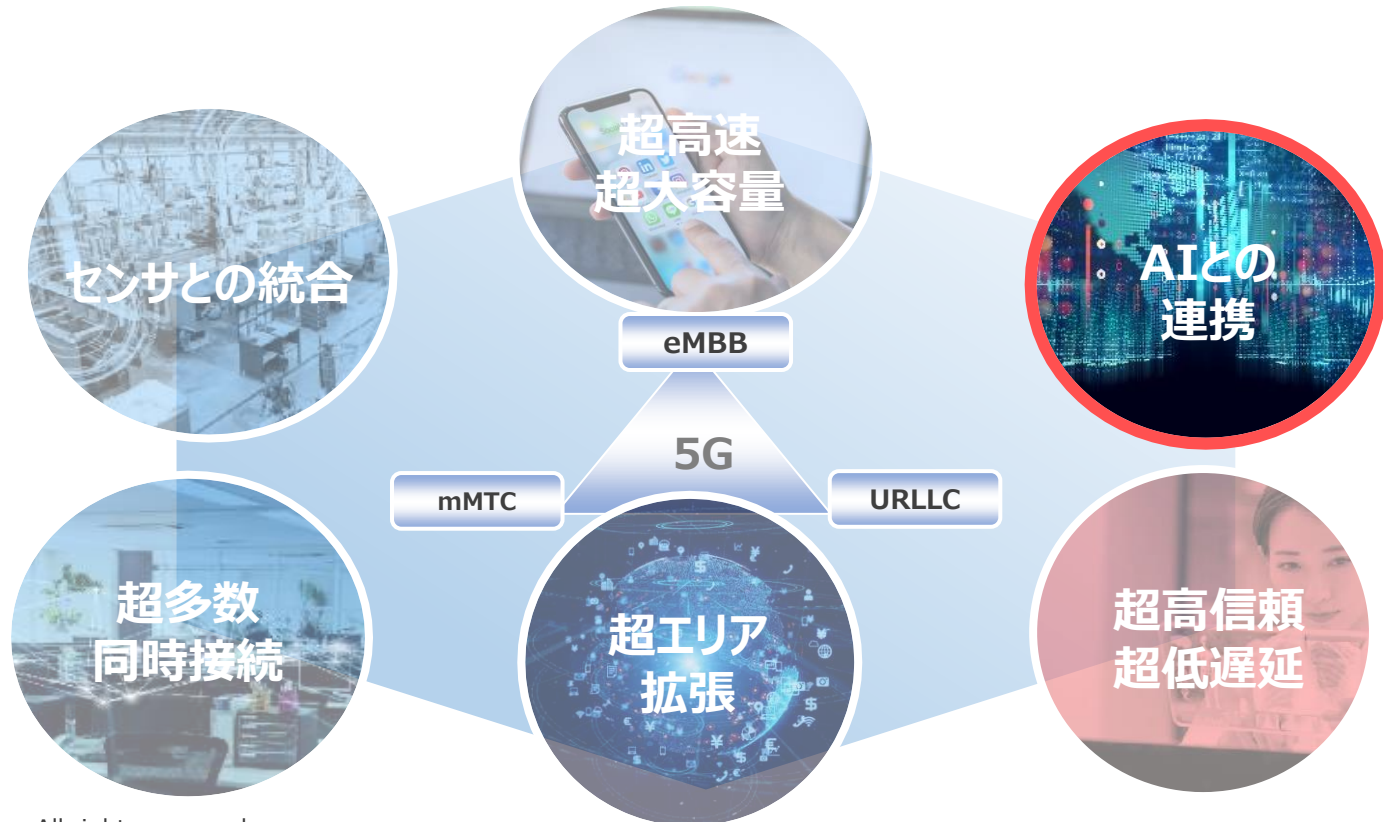 超高速
超大容量
センサとの統合
AIとの
連携
eMBB
5G
mMTC
URLLC
超多数
同時接続
超エリア
拡張
超高信頼
超低遅延